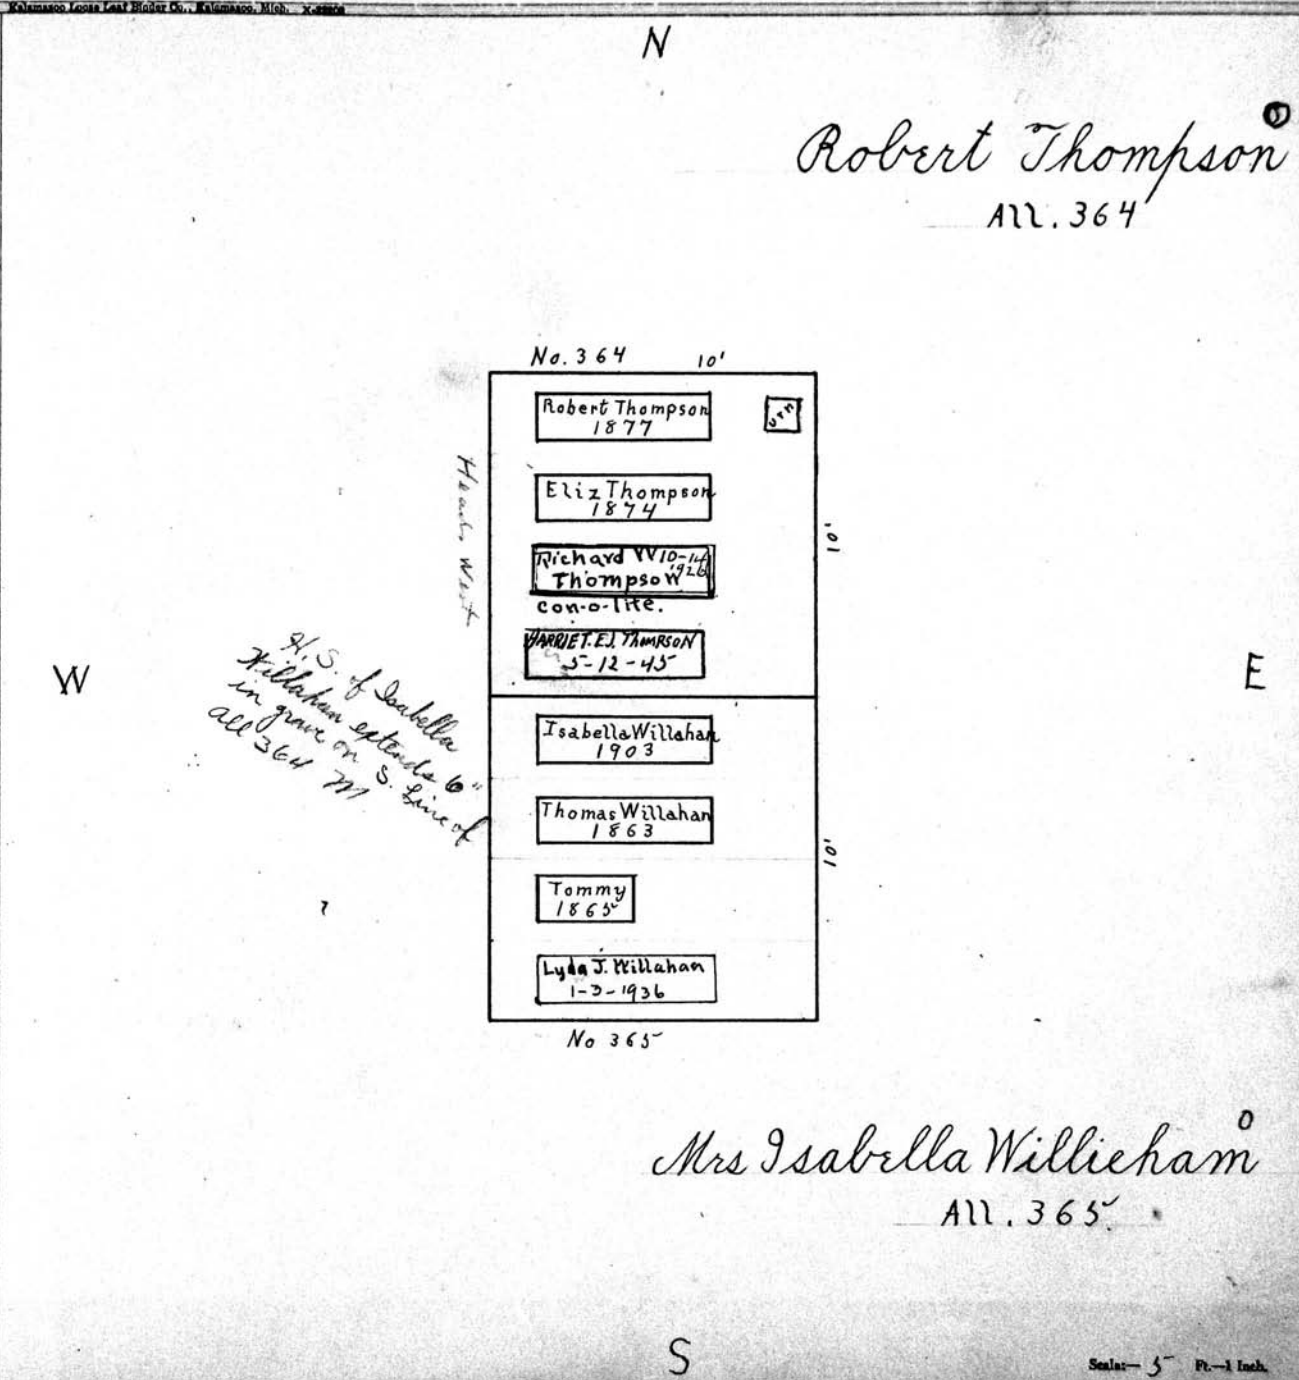 Kalamazoo Loose Leaf Binder Co., Kalamazoo, Mich.
N
Robert Thompson
All. 364
No. 364 10'
Robert Thompson
1877
urn
Eliz Thompson
1874
10'
Heads West
Richard W 10-14
Thompson 1926
con-o-lite.
HARRIET. E.J. THOMPSON
5-12-45
W
E
H.S. of Isabella
Willahan extends 6"
in grave on S. Line of
all 364 M
Isabella Willahan
1903
Thomas Willahan
1863
10'
Tommy
1865
Lyda J. Willahan
1-3-1936
No 365
Mrs Isabella Willieham
All. 365
S
Scale:— 5 Ft.—1 Inch.